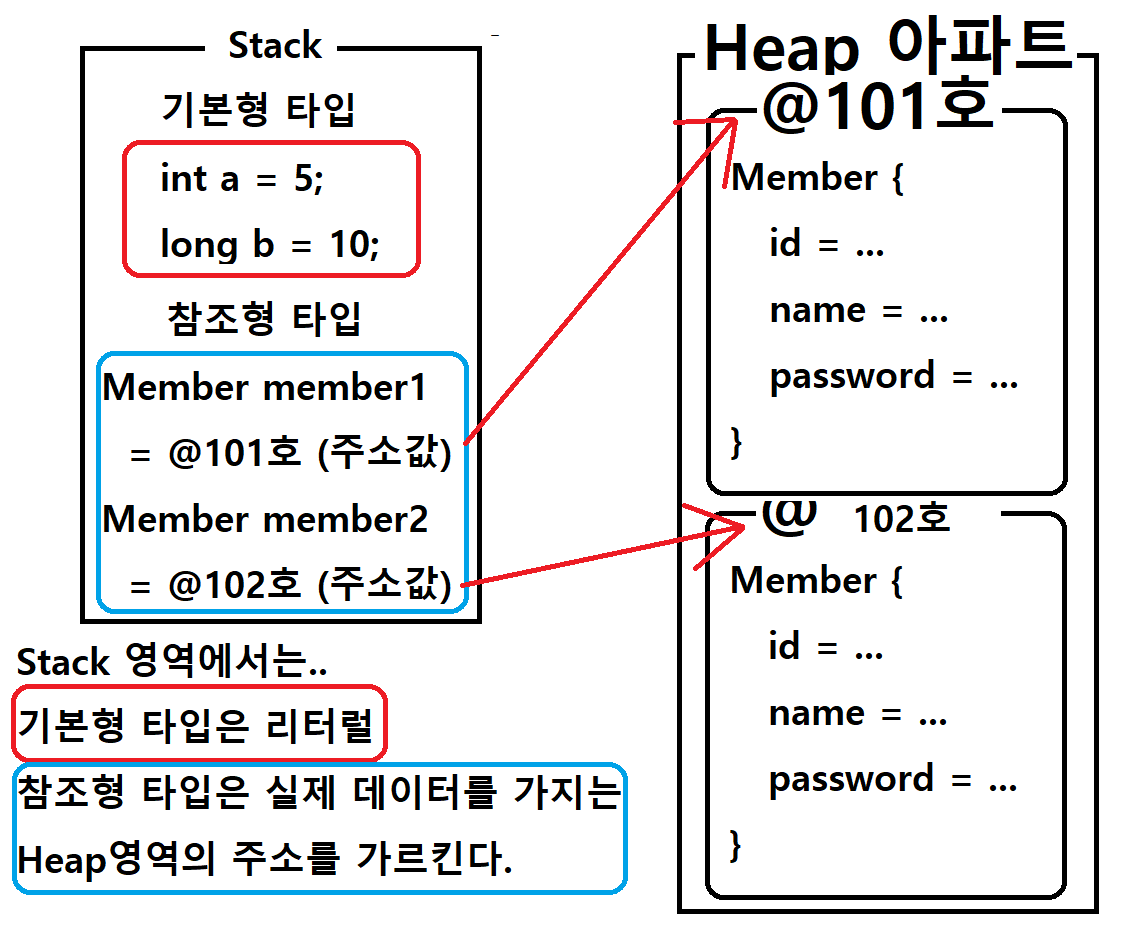 Stack
기본형 타입
int a = 5;
long b = 10;
참조형 타입
Member member1
= @101호 (주소값)
Member member2
= @102호 (주소값)
Stack 영역에서는..
기본형 타입은 리터럴
참조형 타입은 실제 데이터를 가지는
Heap영역의 주소를 가르킨다.
Heap 아파트
@101호
Member {
id = ...
name = ...
password = ...
}
@ 102호
Member {
id = ...
name = ...
password = ...
}